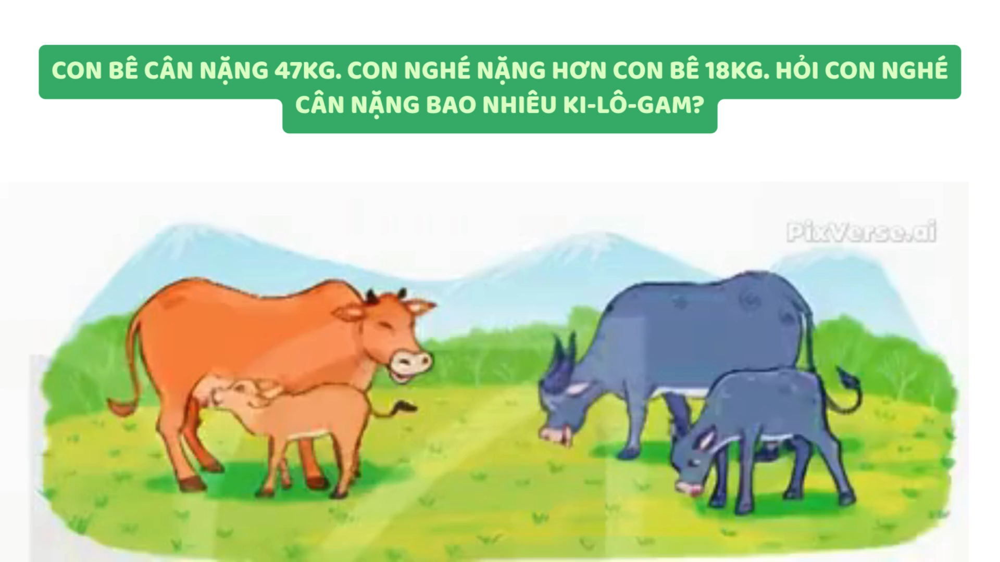 CON BÊ CÂN NẶNG 47KG. CON NGHÉ NẶNG HƠN CON BÊ 18KG. HỎI CON NGHÉ
CÂN NẶNG BAO NHIÊU KI-LÔ-GAM?
PixVerse.ai